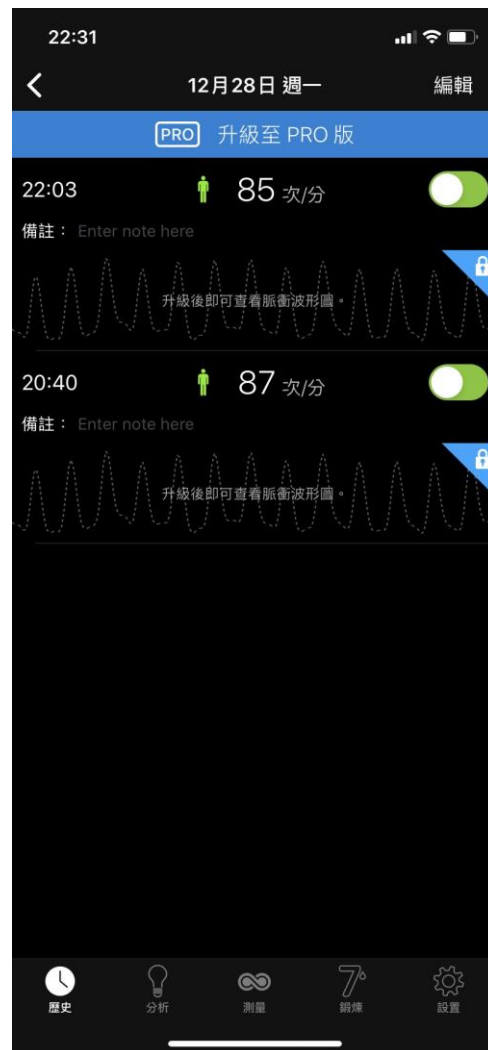 22:31
12月28日 週一 編輯
PRO 升級至 PRO 版
22:03 85 次/分
備註： Enter note here
升級後即可查看脈衝波形圖。
20:40 87 次/分
備註： Enter note here
升級後即可查看脈衝波形圖。
7
歷史 分析 測量 鍛煉 設置